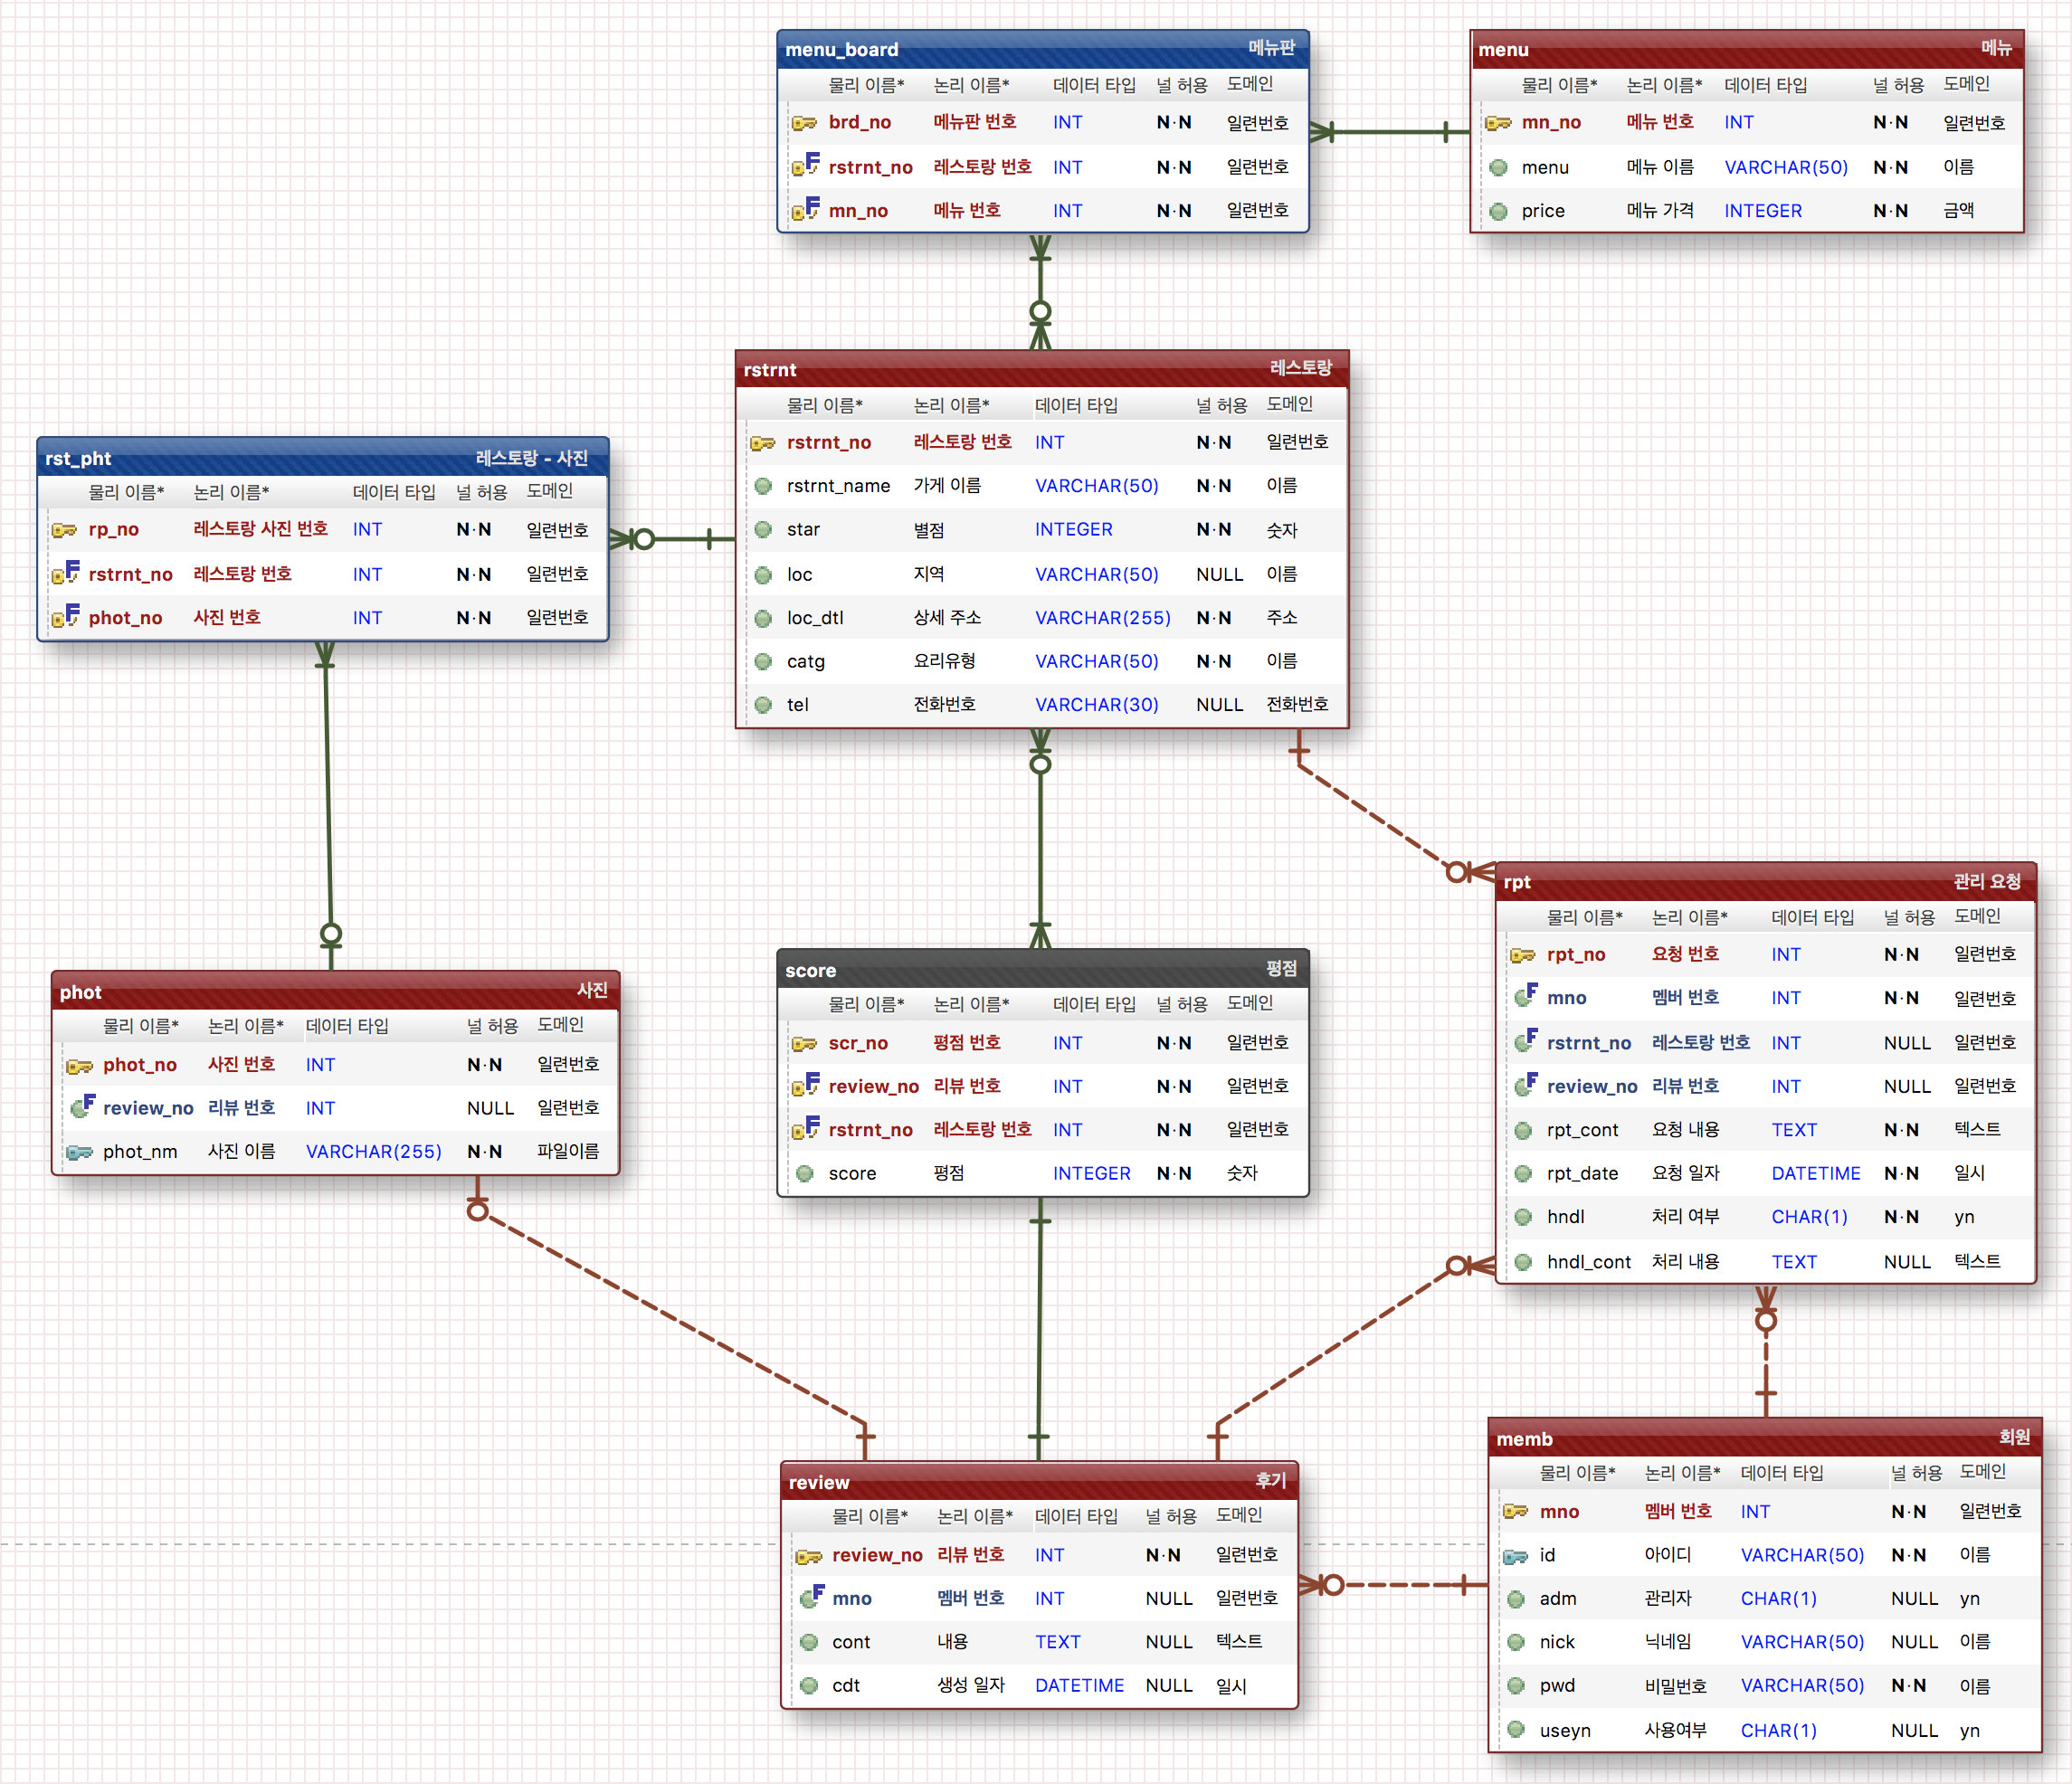 menu_board 메뉴판
물리 이름* 논리 이름* 데이터 타입 널 허용 도메인
brd_no 메뉴판 번호 INT N·N 일련번호
F rstrnt_no 레스토랑 번호 INT N·N 일련번호
F mn_no 메뉴 번호 INT N·N 일련번호
menu 메뉴
물리 이름* 논리 이름* 데이터 타입 널 허용 도메인
mn_no 메뉴 번호 INT N·N 일련번호
menu 메뉴 이름 VARCHAR(50) N·N 이름
price 메뉴 가격 INTEGER N·N 금액
rstrnt 레스토랑
물리 이름* 논리 이름* 데이터 타입 널 허용 도메인
rstrnt_no 레스토랑 번호 INT N·N 일련번호
rstrnt_name 가게 이름 VARCHAR(50) N·N 이름
star 별점 INTEGER N·N 숫자
loc 지역 VARCHAR(50) NULL 이름
loc_dtl 상세 주소 VARCHAR(255) N·N 주소
catg 요리유형 VARCHAR(50) N·N 이름
tel 전화번호 VARCHAR(30) NULL 전화번호
rst_pht 레스토랑 - 사진
물리 이름* 논리 이름* 데이터 타입 널 허용 도메인
rp_no 레스토랑 사진 번호 INT N·N 일련번호
F rstrnt_no 레스토랑 번호 INT N·N 일련번호
F phot_no 사진 번호 INT N·N 일련번호
rpt 관리 요청
물리 이름* 논리 이름* 데이터 타입 널 허용 도메인
rpt_no 요청 번호 INT N·N 일련번호
F mno 멤버 번호 INT N·N 일련번호
F rstrnt_no 레스토랑 번호 INT NULL 일련번호
F review_no 리뷰 번호 INT NULL 일련번호
rpt_cont 요청 내용 TEXT N·N 텍스트
rpt_date 요청 일자 DATETIME N·N 일시
hndl 처리 여부 CHAR(1) N·N yn
hndl_cont 처리 내용 TEXT NULL 텍스트
phot 사진
물리 이름* 논리 이름* 데이터 타입 널 허용 도메인
phot_no 사진 번호 INT N·N 일련번호
F review_no 리뷰 번호 INT NULL 일련번호
phot_nm 사진 이름 VARCHAR(255) N·N 파일이름
score 평점
물리 이름* 논리 이름* 데이터 타입 널 허용 도메인
scr_no 평점 번호 INT N·N 일련번호
F review_no 리뷰 번호 INT N·N 일련번호
F rstrnt_no 레스토랑 번호 INT N·N 일련번호
score 평점 INTEGER N·N 숫자
review 후기
물리 이름* 논리 이름* 데이터 타입 널 허용 도메인
review_no 리뷰 번호 INT N·N 일련번호
F mno 멤버 번호 INT NULL 일련번호
cont 내용 TEXT NULL 텍스트
cdt 생성 일자 DATETIME NULL 일시
memb 회원
물리 이름* 논리 이름* 데이터 타입 널 허용 도메인
mno 멤버 번호 INT N·N 일련번호
id 아이디 VARCHAR(50) N·N 이름
adm 관리자 CHAR(1) NULL yn
nick 닉네임 VARCHAR(50) NULL 이름
pwd 비밀번호 VARCHAR(50) N·N 이름
useyn 사용여부 CHAR(1) NULL yn